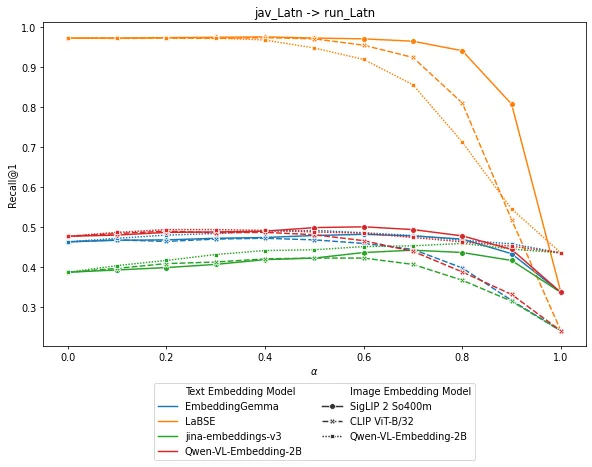 jav_Latn -> run_Latn
1.0
0.9
0.8
0.7
0.6
0.5
0.4
0.3
Recall@1
0.0 0.2 0.4 0.6 0.8 1.0
α
Text Embedding Model Image Embedding Model
EmbeddingGemma SigLIP 2 So400m
LaBSE CLIP ViT-B/32
jina-embeddings-v3 Qwen-VL-Embedding-2B
Qwen-VL-Embedding-2B